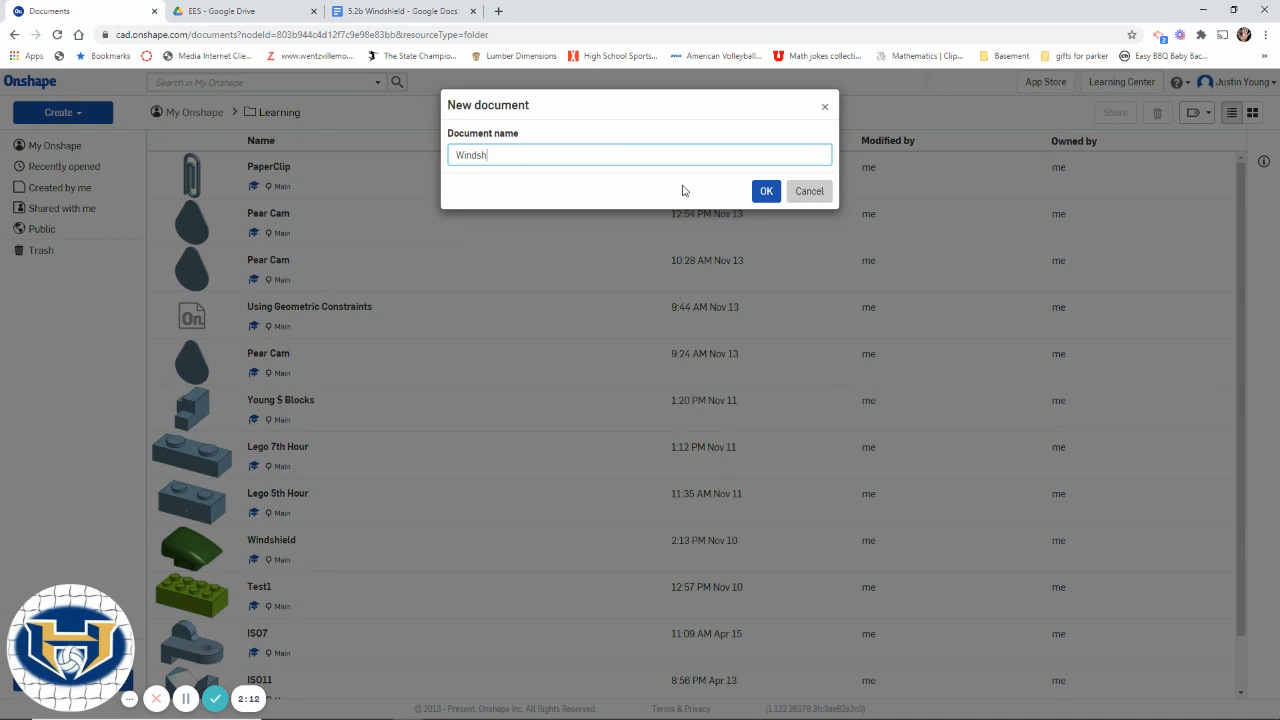 Documents
EES - Google Drive
5.2b Windshield - Google Docs
cad.onshape.com/documents?nodeId=803b944c4d12f7c9e98e83bb&resourceType=folder
Apps
Bookmarks
Media Internet Clie...
www.wentzvillemo....
The State Champio...
Lumber Dimensions
High School Sports...
American Volleyball...
Math jokes collecti...
Mathematics | Clip...
Basement
gifts for parker
Easy BBQ Baby Bac...
Onshape
Search in My Onshape
App Store
Learning Center
Justin Young
Create
My Onshape
Learning
Share
New document
Document name
Windsh
OK
Cancel
My Onshape
Recently opened
Created by me
Shared with me
Public
Trash
Name
Modified by
Owned by
PaperClip
me
me
Main
Pear Cam
12:54 PM Nov 13
me
me
Main
Pear Cam
10:28 AM Nov 13
me
me
Main
Using Geometric Constraints
9:44 AM Nov 13
me
me
Main
Pear Cam
9:24 AM Nov 13
me
me
Main
Young S Blocks
1:20 PM Nov 11
me
me
Main
Lego 7th Hour
1:12 PM Nov 11
me
me
Main
Lego 5th Hour
11:35 AM Nov 11
me
me
Main
Windshield
2:13 PM Nov 10
me
me
Main
Test1
12:57 PM Nov 10
me
me
Main
ISO7
11:09 AM Apr 15
me
me
Main
ISO11
8:56 PM Apr 13
me
me
2:12
© 2013 - Present, Onshape Inc. All Rights Reserved.
Terms & Privacy